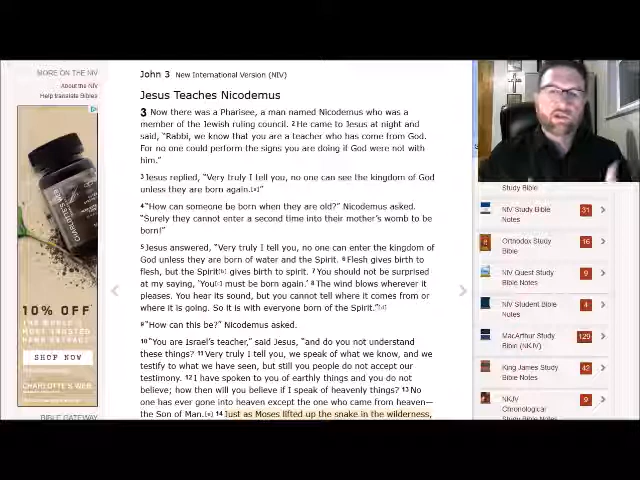 MORE ON THE NIV
About the NIV
Help translate Bibles
CHARLOTTE'S WEB
10% OFF*
THE WORLD'S
MOST TRUSTED
HEMP EXTRACT
SHOP NOW
CHARLOTTE'S WEB
BIBLE GATEWAY
John 3 New International Version (NIV)
Jesus Teaches Nicodemus
3 Now there was a Pharisee, a man named Nicodemus who was a
member of the Jewish ruling council. 2 He came to Jesus at night and
said, "Rabbi, we know that you are a teacher who has come from God.
For no one could perform the signs you are doing if God were not with
him."
3 Jesus replied, "Very truly I tell you, no one can see the kingdom of God
unless they are born again.[a]"
4 "How can someone be born when they are old?" Nicodemus asked.
"Surely they cannot enter a second time into their mother's womb to be
born!"
5 Jesus answered, "Very truly I tell you, no one can enter the kingdom of
God unless they are born of water and the Spirit. 6 Flesh gives birth to
flesh, but the Spirit[b] gives birth to spirit. 7 You should not be surprised
at my saying, 'You[c] must be born again.' 8 The wind blows wherever it
pleases. You hear its sound, but you cannot tell where it comes from or
where it is going. So it is with everyone born of the Spirit."[d]
9 "How can this be?" Nicodemus asked.
10 "You are Israel's teacher," said Jesus, "and do you not understand
these things? 11 Very truly I tell you, we speak of what we know, and we
testify to what we have seen, but still you people do not accept our
testimony. 12 I have spoken to you of earthly things and you do not
believe; how then will you believe if I speak of heavenly things? 13 No
one has ever gone into heaven except the one who came from heaven—
the Son of Man.[e] 14 Just as Moses lifted up the snake in the wilderness,
Study Bible
NIV Study Bible
Notes
31
Orthodox Study
Bible
16
NIV Quest Study
Bible Notes
9
NIV Student Bible
Notes
4
MacArthur Study
Bible (NKJV)
129
King James Study
Bible Notes
42
NKJV
Chronological
Study Bible Notes
9